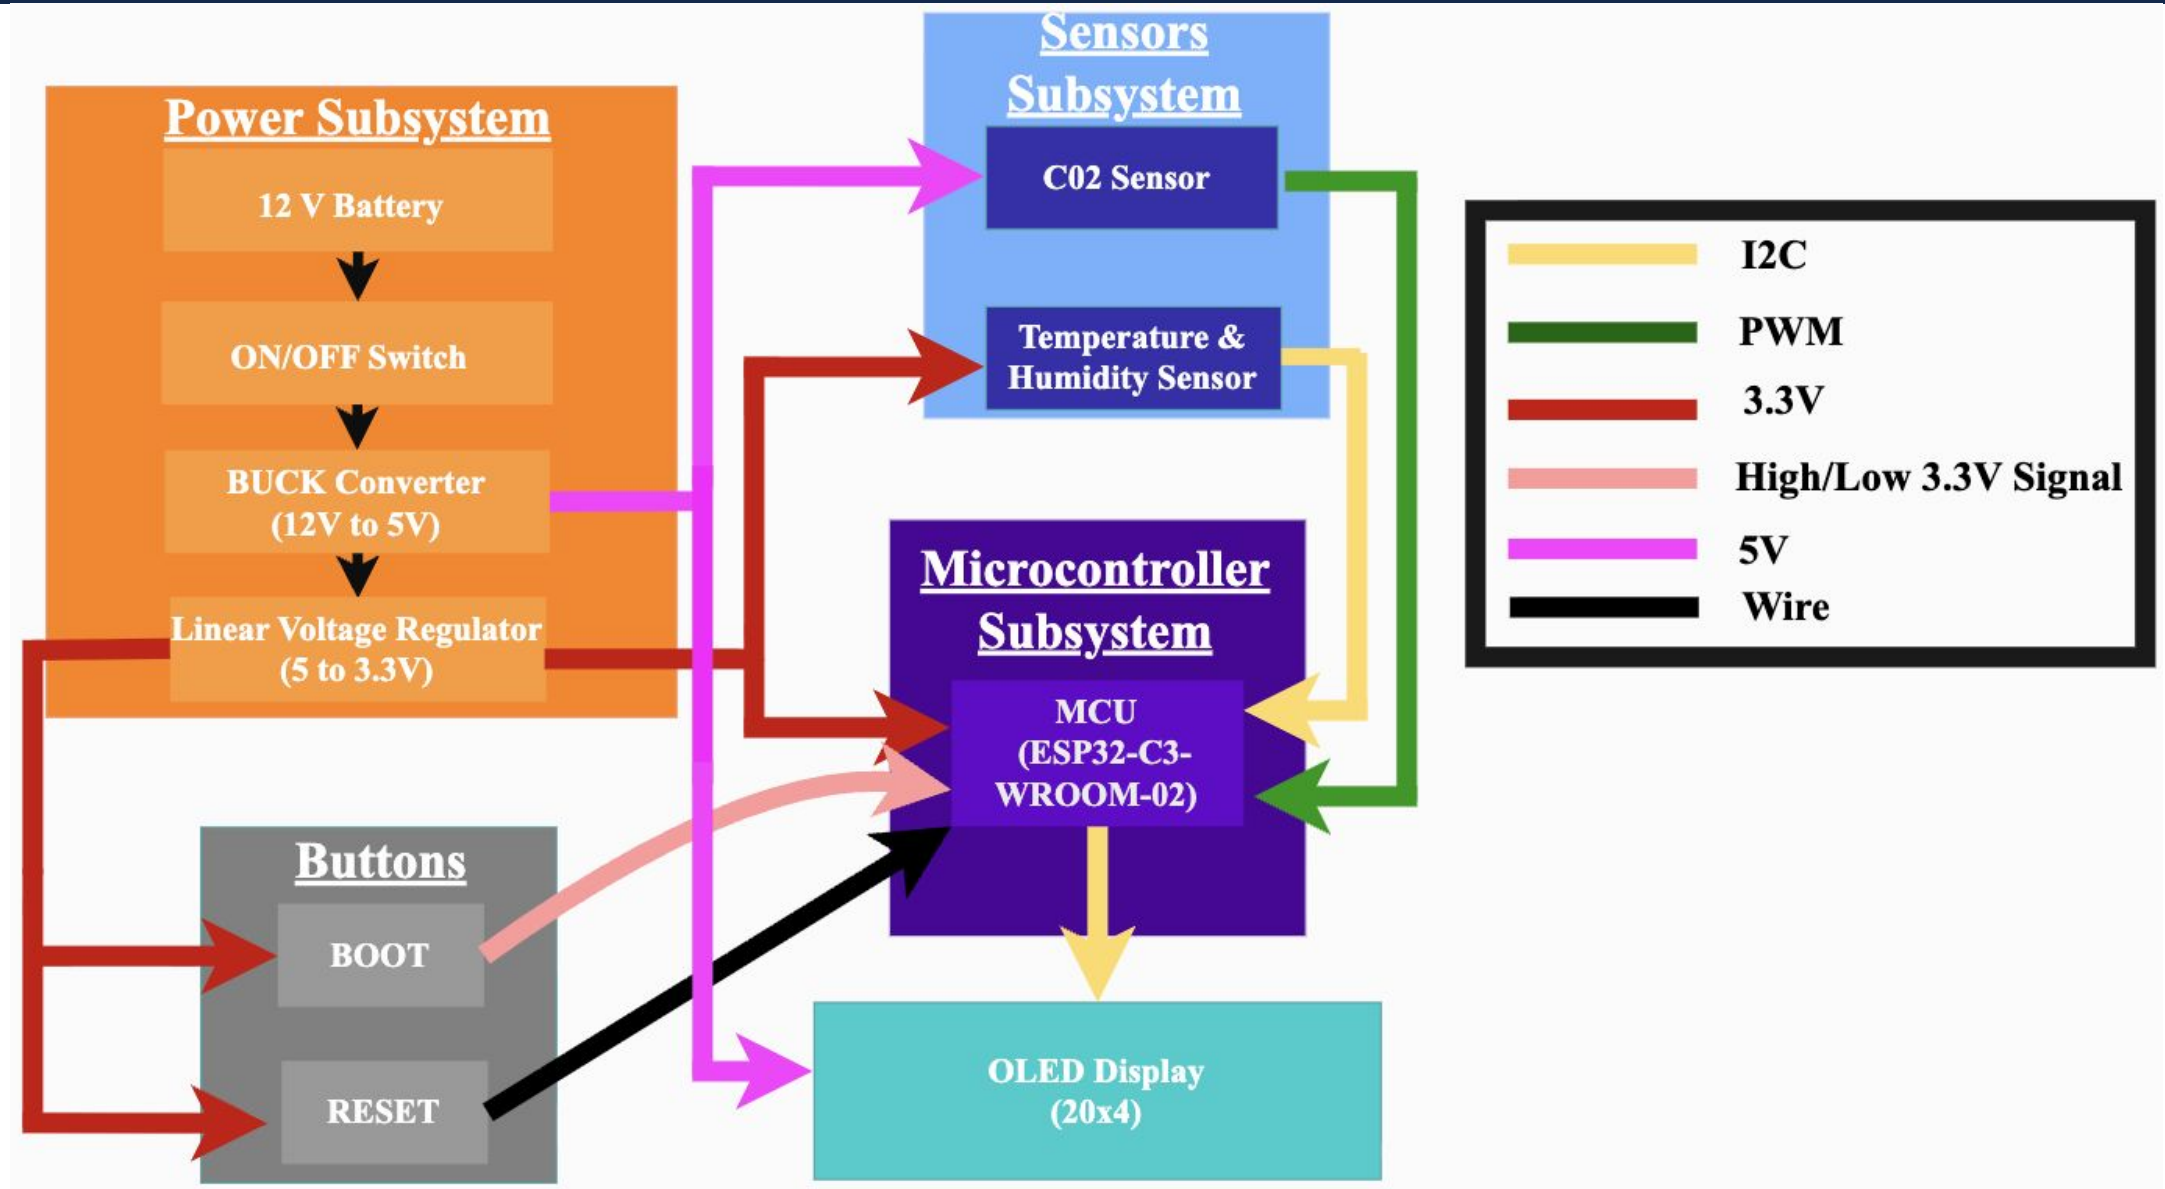 Power Subsystem
12 V Battery
ON/OFF Switch
BUCK Converter
(12V to 5V)
Linear Voltage Regulator
(5 to 3.3V)
Buttons
BOOT
RESET
Sensors
Subsystem
C02 Sensor
Temperature &
Humidity Sensor
Microcontroller
Subsystem
MCU
(ESP32-C3-
WROOM-02)
OLED Display
(20x4)
I2C
PWM
3.3V
High/Low 3.3V Signal
5V
Wire